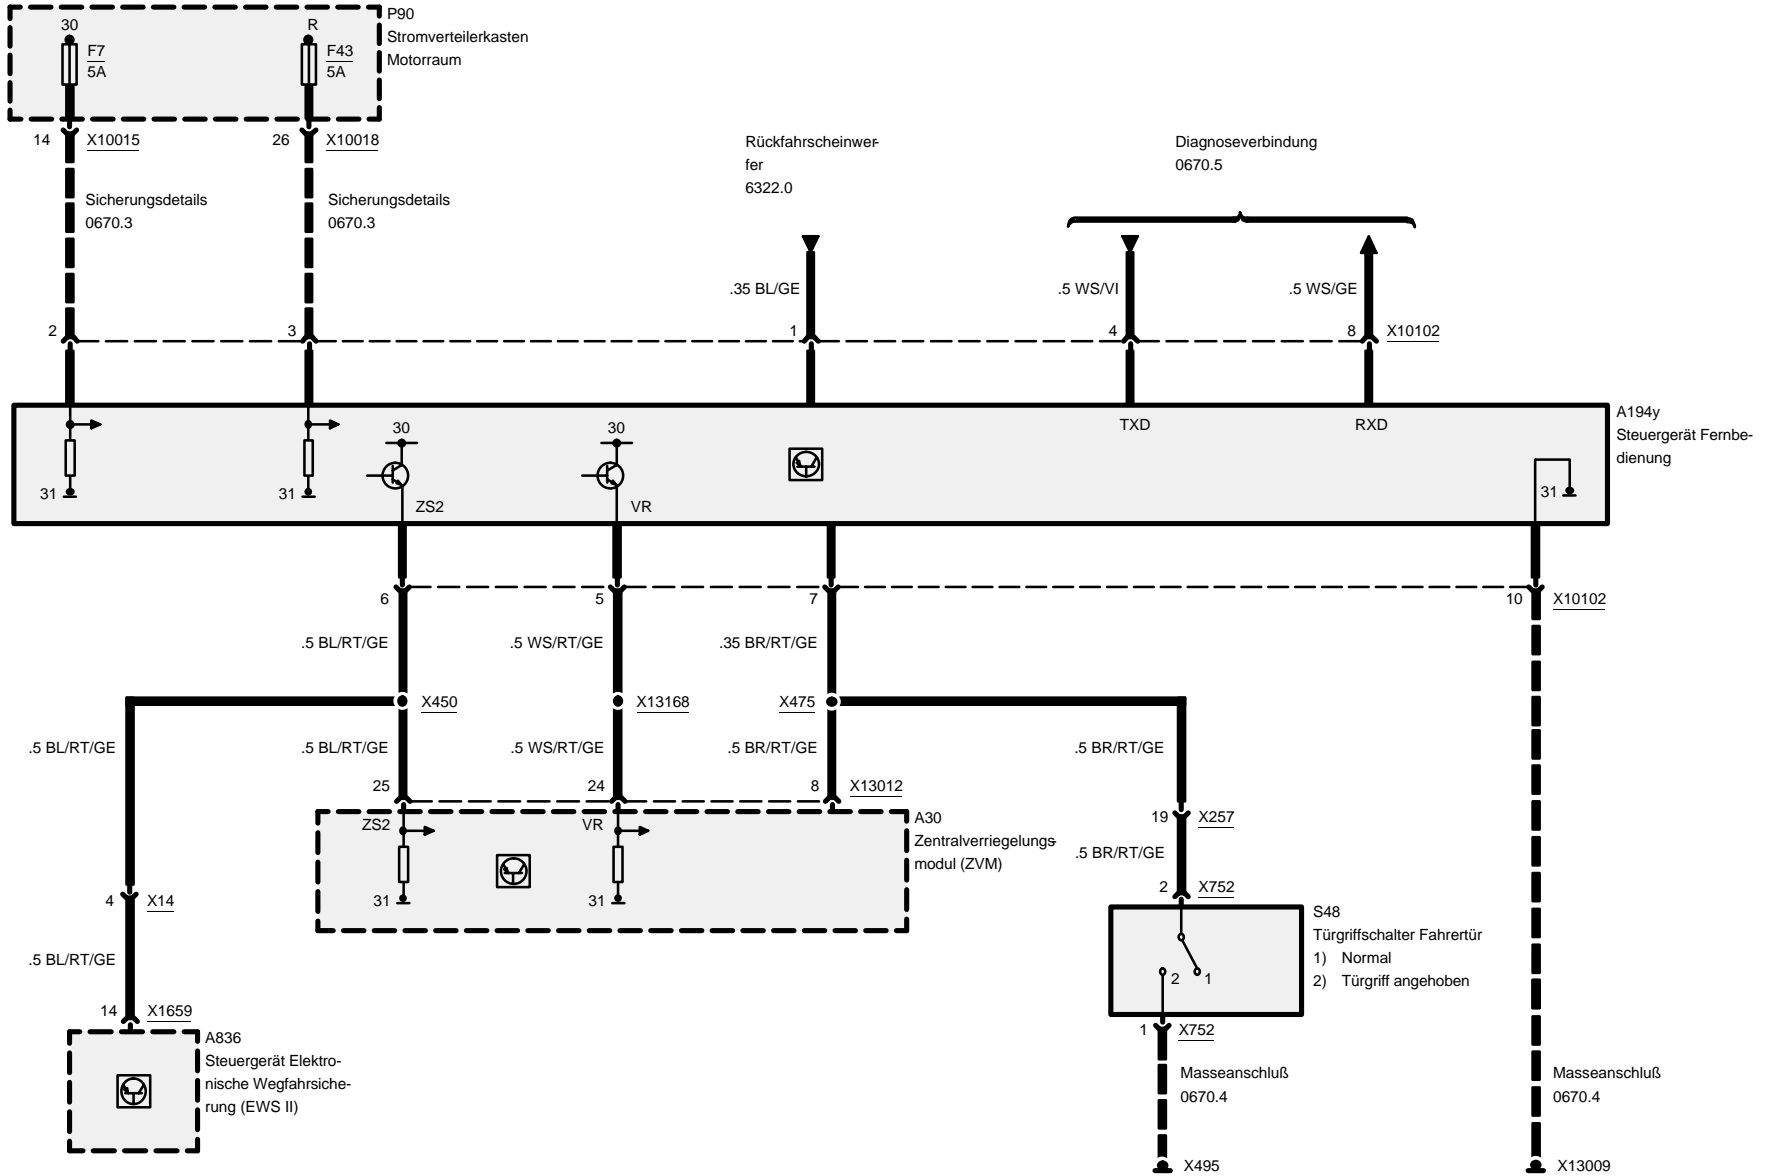 30
R
P90
Stromverteilerkasten
Motorraum
F7
5A
F43
5A
14
X10015
26
X10018
Rückfahrscheinwer-
fer
6322.0
Diagnoseverbindung
0670.5
Sicherungsdetails
0670.3
Sicherungsdetails
0670.3
.35 BL/GE
.5 WS/VI
.5 WS/GE
2
3
1
4
8
X10102
A194y
Steuergerät Fernbe-
dienung
TXD
RXD
30
30
31
31
31
ZS2
VR
6
5
7
10
X10102
.5 BL/RT/GE
.5 WS/RT/GE
.35 BR/RT/GE
X450
X13168
X475
.5 BL/RT/GE
.5 BL/RT/GE
.5 WS/RT/GE
.5 BR/RT/GE
.5 BR/RT/GE
25
24
8
X13012
A30
Zentralverriegelungs-
modul (ZVM)
ZS2
VR
31
31
19
X257
.5 BR/RT/GE
2
X752
4
X14
S48
Türgriffschalter Fahrertür
1) Normal
2) Türgriff angehoben
2
1
.5 BL/RT/GE
14
X1659
1
X752
A836
Steuergerät Elektro-
nische Wegfahrsiche-
rung (EWS II)
Masseanschluß
0670.4
Masseanschluß
0670.4
X495
X13009